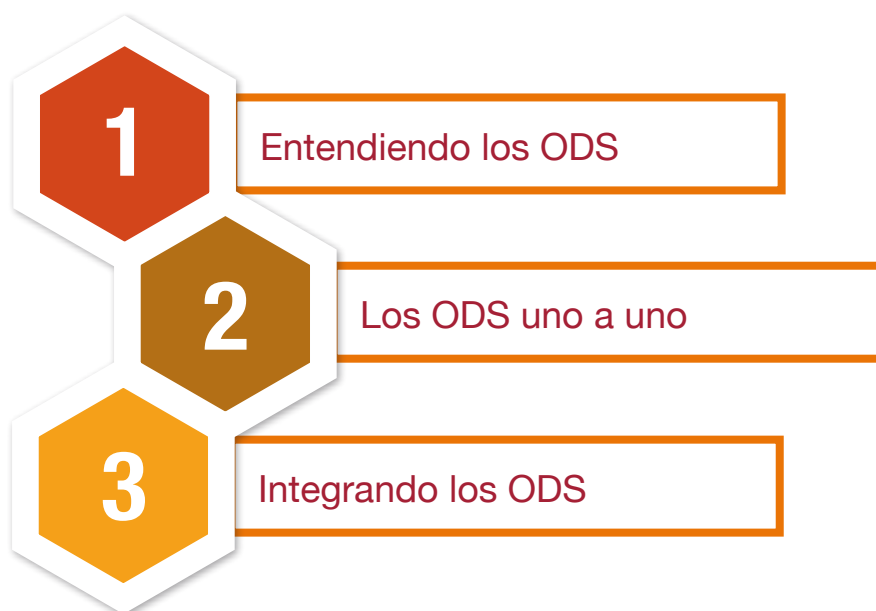 1
Entendiendo los ODS
2
Los ODS uno a uno
3
Integrando los ODS